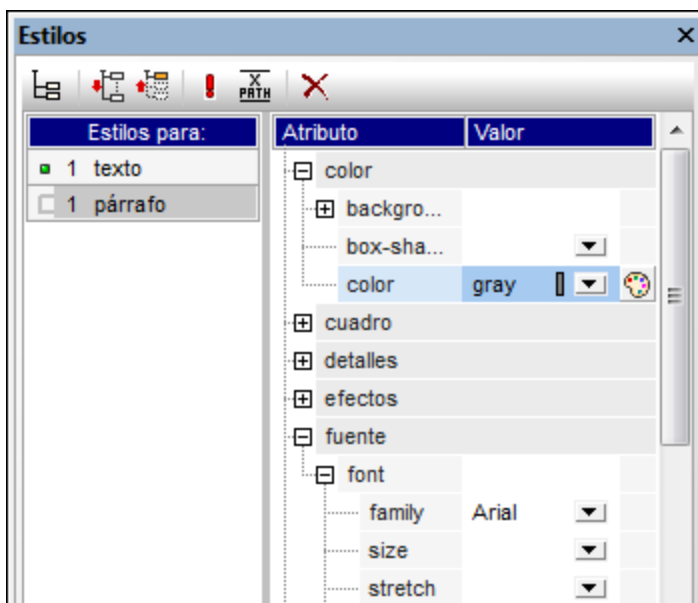 Estilos
X
PATH
Estilos para:
1 texto
1 párrafo
Atributo Valor
color
backgro...
box-sha...
color gray
cuadro
detalles
efectos
fuente
font
family Arial
size
stretch